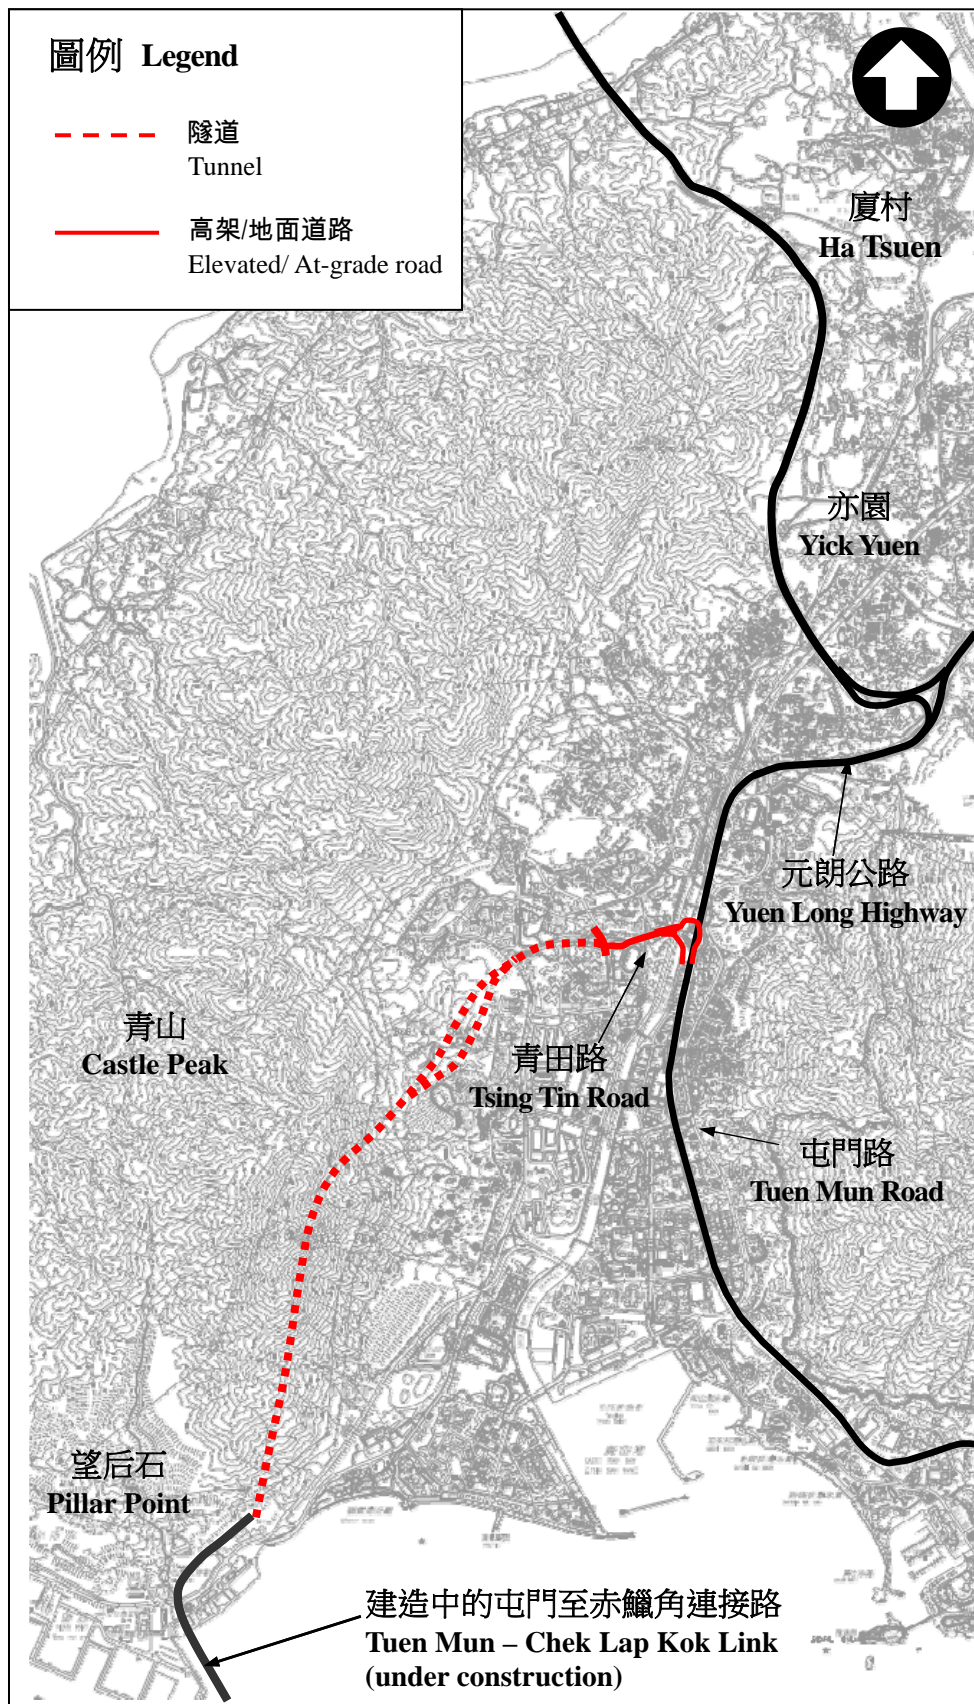 圖例 Legend
隧道
Tunnel
高架/地面道路
Elevated/ At-grade road
廈村
Ha Tsuen
亦園
Yick Yuen
元朗公路
Yuen Long Highway
青山
Castle Peak
青田路
Tsing Tin Road
屯門路
Tuen Mun Road
望后石
Pillar Point
建造中的屯門至赤鱲角連接路
Tuen Mun – Chek Lap Kok Link
(under construction)